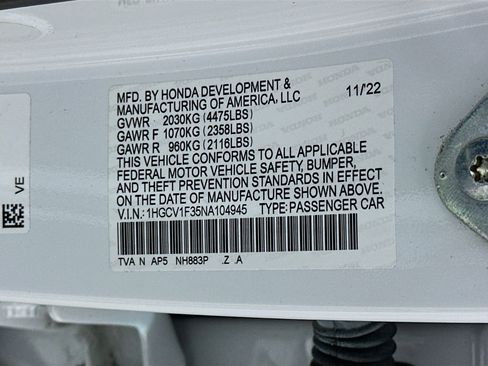 MFD. BY HONDA DEVELOPMENT & 11/'22
MANUFACTURING OF AMERICA, LLC
GVWR 2030KG (4475LBS)
GAWR F 1070KG (2358LBS)
GAWR R 960KG (2116LBS)
THIS VEHICLE CONFORMS TO ALL APPLICABLE
FEDERAL MOTOR VEHICLE SAFETY, BUMPER,
AND THEFT PREVENTION STANDARDS IN EFFECT
ON THE DATE OF MANUFACTURE SHOWN ABOVE.
V.I.N.: 1HGCV1F35NA104945 TYPE: PASSENGER CAR
TVA N AP5 NH883P .Z .A
VE